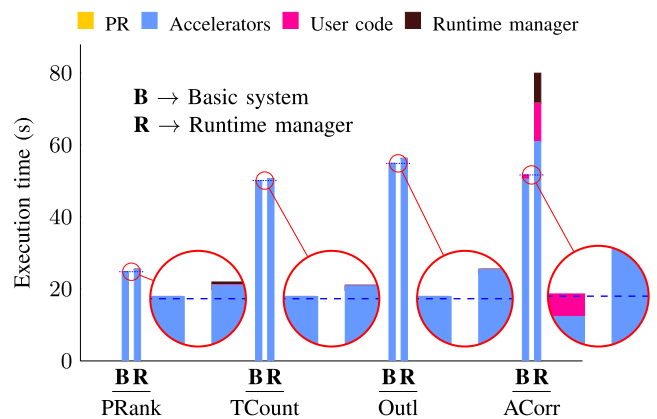 PR Accelerators User code Runtime manager
80
B → Basic system
R → Runtime manager
60
Execution time (s)
40
20
0
B R B R B R B R
PRank TCount Outl ACorr